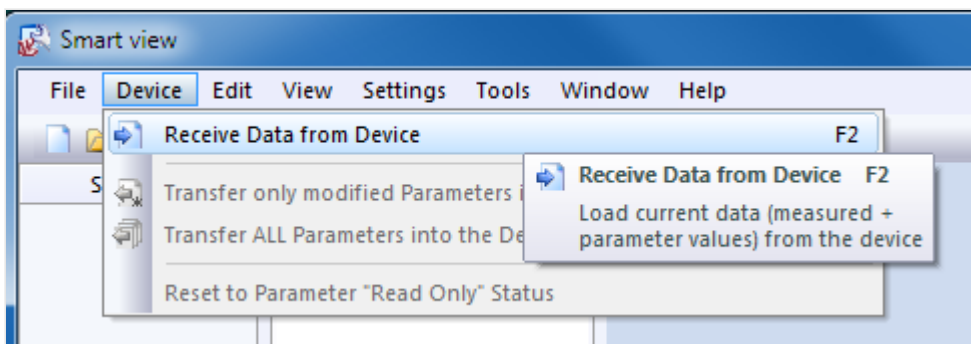 Smart view
File Device Edit View Settings Tools Window Help
Receive Data from Device F2
S
Transfer only modified Parameters i
Transfer ALL Parameters into the De
Reset to Parameter "Read Only" Status
Receive Data from Device F2
Load current data (measured +
parameter values) from the device